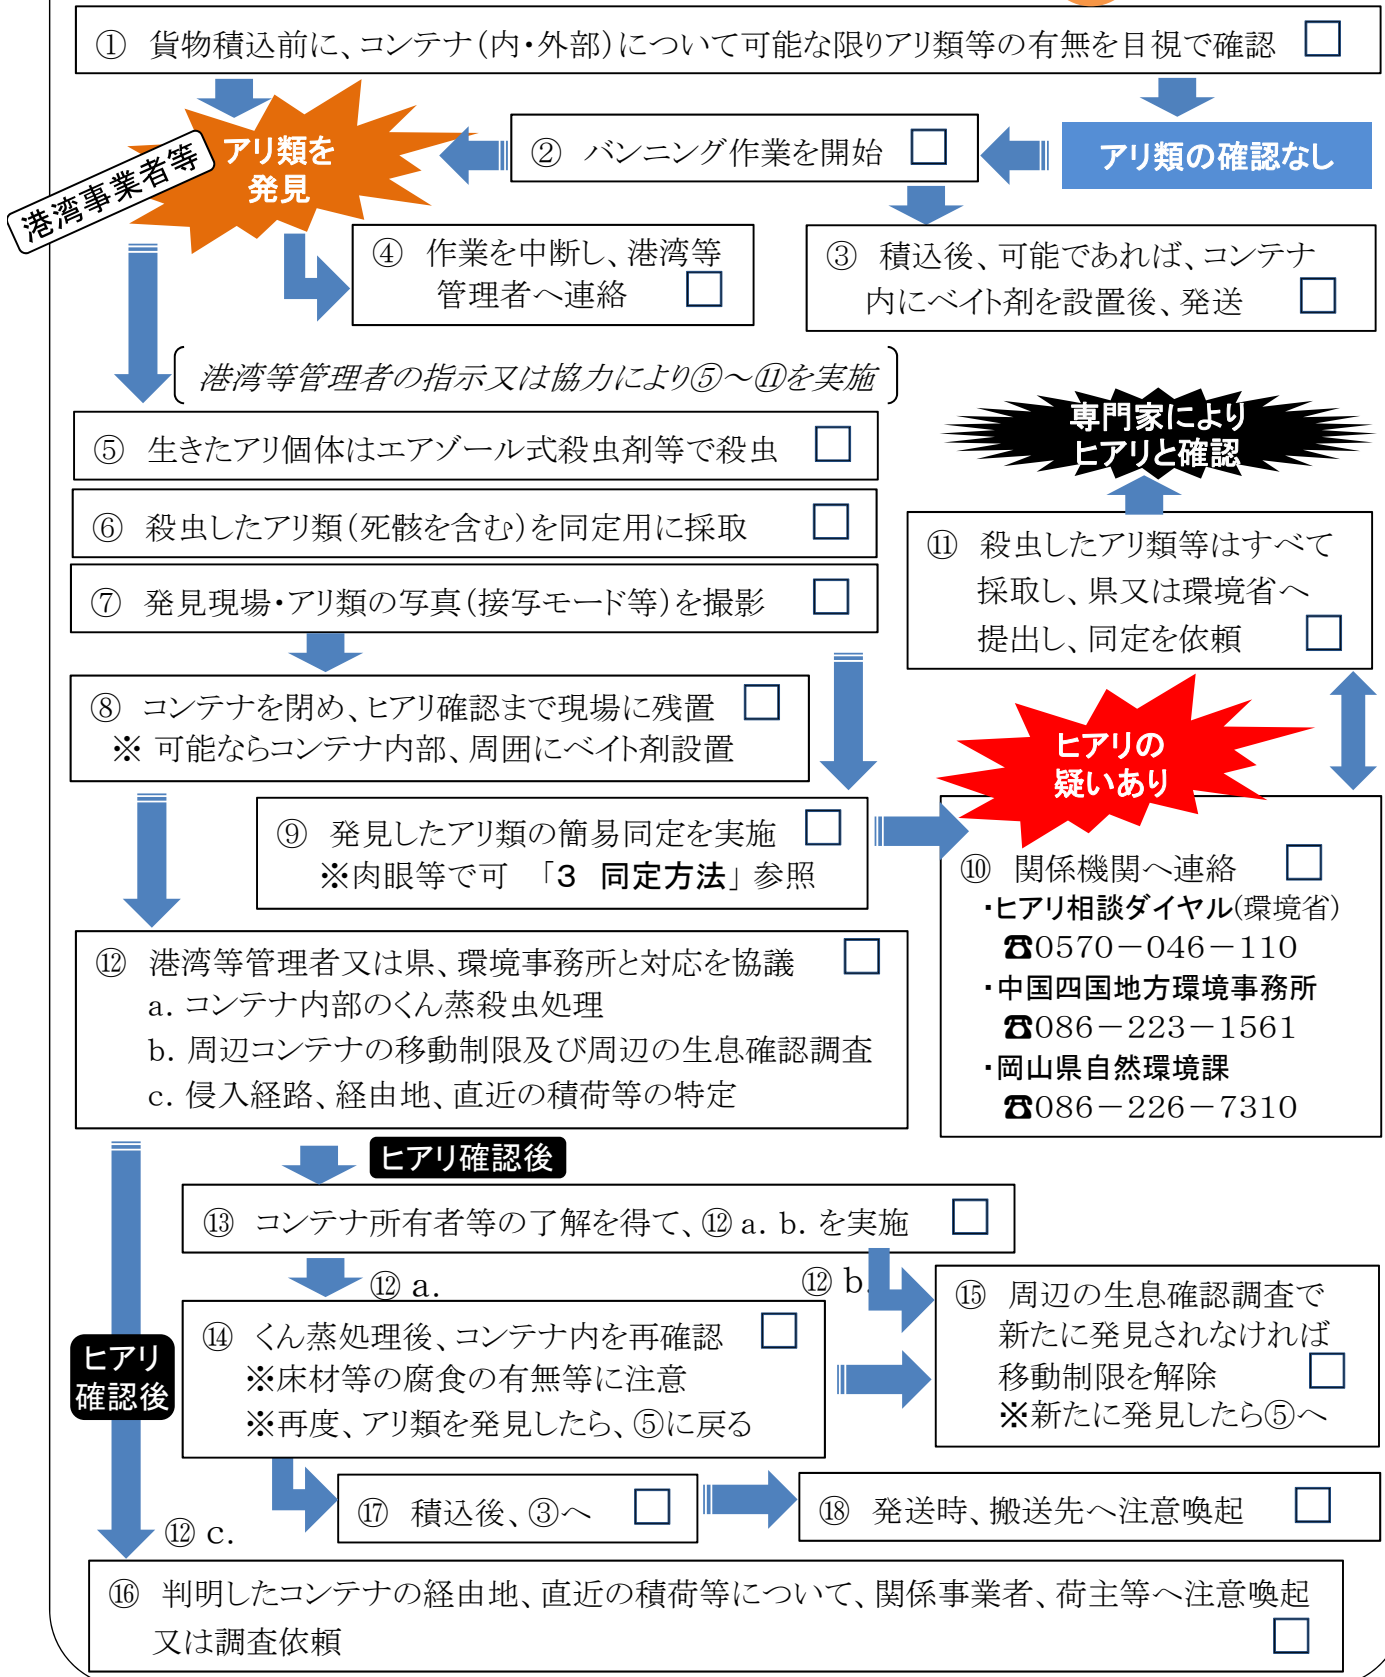 ① 貨物積込前に、コンテナ（内・外部）について可能な限りアリ類等の有無を目視で確認
港湾事業者等
アリ類を
発見
② バンニング作業を開始
アリ類の確認なし
④ 作業を中断し、港湾等
管理者へ連絡
③ 積込後、可能であれば、コンテナ
内にベイト剤を設置後、発送
港湾等管理者の指示又は協力により⑤～⑪を実施
⑤ 生きたアリ個体はエアゾール式殺虫剤等で殺虫
⑥ 殺虫したアリ類（死骸を含む）を同定用に採取
⑦ 発見現場・アリ類の写真（接写モード等）を撮影
専門家により
ヒアリと確認
⑪ 殺虫したアリ類等はすべて
採取し、県又は環境省へ
提出し、同定を依頼
⑧ コンテナを閉め、ヒアリ確認まで現場に残置
※ 可能ならコンテナ内部、周囲にベイト剤設置
ヒアリの
疑いあり
⑨ 発見したアリ類の簡易同定を実施
※肉眼等で可 「３ 同定方法」参照
⑩ 関係機関へ連絡
・ヒアリ相談ダイヤル(環境省)
☎0570－046－110
・中国四国地方環境事務所
☎086－223－1561
・岡山県自然環境課
☎086－226－7310
⑫ 港湾等管理者又は県、環境事務所と対応を協議
a. コンテナ内部のくん蒸殺虫処理
b. 周辺コンテナの移動制限及び周辺の生息確認調査
c. 侵入経路、経由地、直近の積荷等の特定
ヒアリ確認後
⑬ コンテナ所有者等の了解を得て、⑫ a. b. を実施
⑫ a.
⑫ b.
⑭ くん蒸処理後、コンテナ内を再確認
※床材等の腐食の有無等に注意
※再度、アリ類を発見したら、⑤に戻る
⑮ 周辺の生息確認調査で
新たに発見されなければ
移動制限を解除
※新たに発見したら⑤へ
ヒアリ
確認後
⑰ 積込後、③へ
⑱ 発送時、搬送先へ注意喚起
⑫ c.
⑯ 判明したコンテナの経由地、直近の積荷等について、関係事業者、荷主等へ注意喚起
又は調査依頼